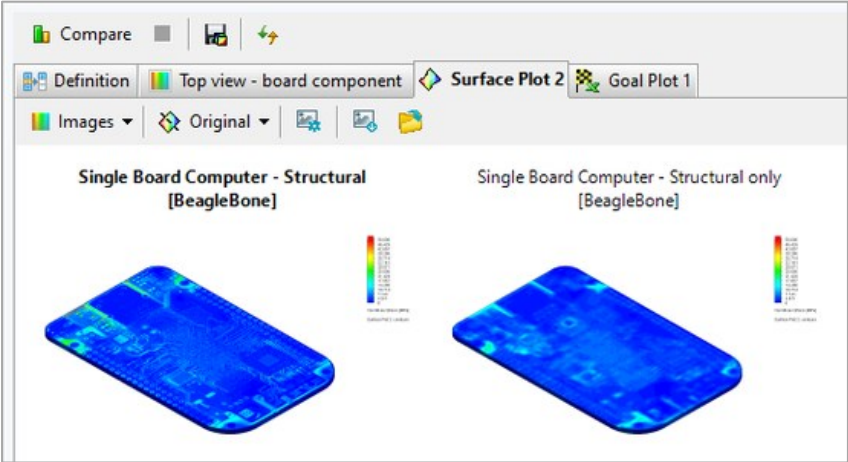 Compare
Definition
Top view - board component
Surface Plot 2
Goal Plot 1
Images
Original
Single Board Computer - Structural
[BeagleBone]
Single Board Computer - Structural only
[BeagleBone]